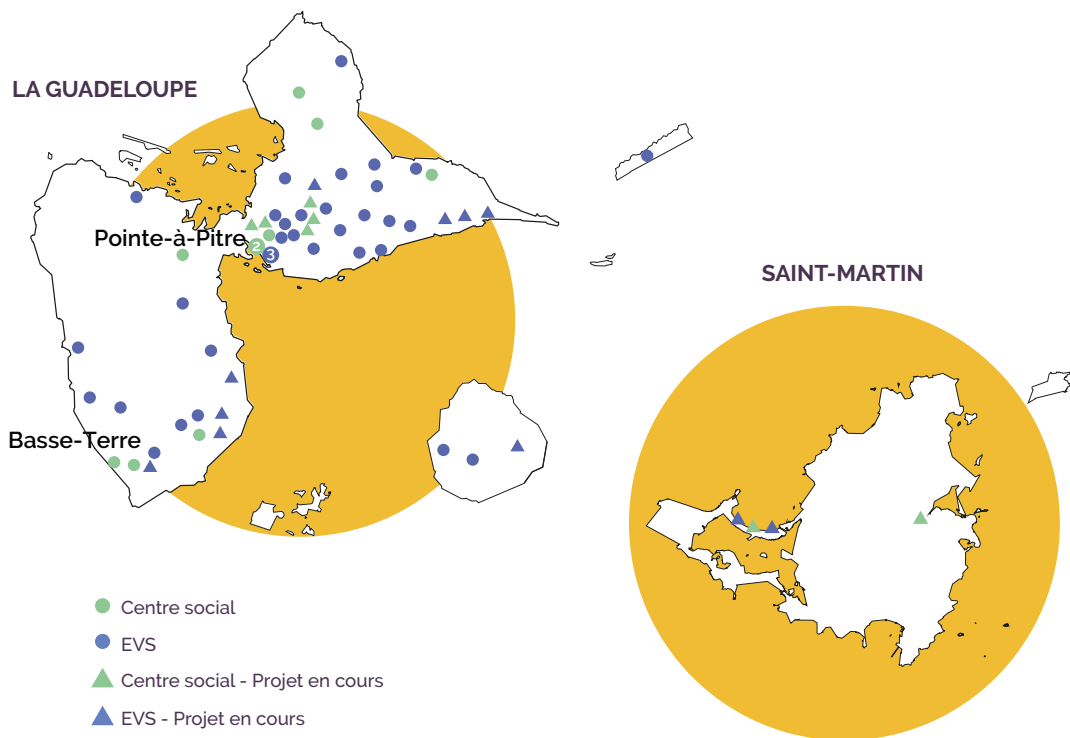 LA GUADELOUPE
Pointe-à-Pitre
2
3
SAINT-MARTIN
Basse-Terre
Centre social
EVS
Centre social - Projet en cours
EVS - Projet en cours